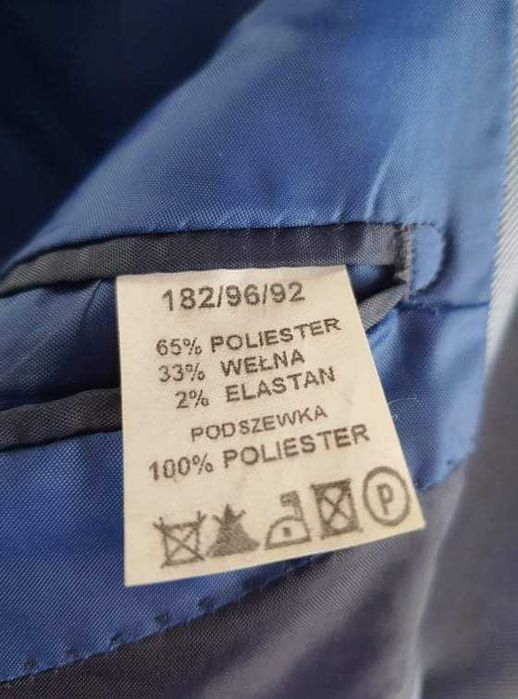 182/96/92
65% POLIESTER
33% WEŁNA
2% ELASTAN
PODSZEWKA
100% POLIESTER
P